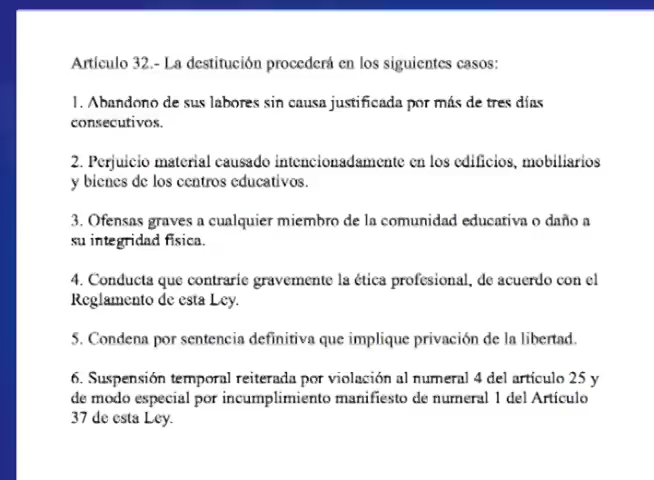 Artículo 32.- La destitución procederá en los siguientes casos:
1. Abandono de sus labores sin causa justificada por más de tres días
consecutivos.
2. Perjuicio material causado intencionadamente en los edificios, mobiliarios
y bienes de los centros educativos.
3. Ofensas graves a cualquier miembro de la comunidad educativa o daño a
su integridad física.
4. Conducta que contraríe gravemente la ética profesional, de acuerdo con el
Reglamento de esta Ley.
5. Condena por sentencia definitiva que implique privación de la libertad.
6. Suspensión temporal reiterada por violación al numeral 4 del artículo 25 y
de modo especial por incumplimiento manifiesto de numeral 1 del Artículo
37 de esta Ley.